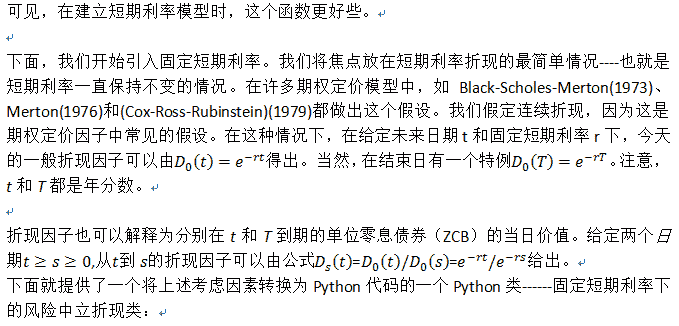 可见，在建立短期利率模型时，这个函数更好些。
下面，我们开始引入固定短期利率。我们将焦点放在短期利率折现的最简单情况----也就是
短期利率一直保持不变的情况。在许多期权定价模型中，如 Black-Scholes-Merton(1973)、
Merton(1976)和(Cox-Ross-Rubinstein)(1979)都做出这个假设。我们假定连续折现，因为这是
期权定价因子中常见的假设。在这种情况下，在给定未来日期 t 和固定短期利率 r 下，今天
的一般折现因子可以由D₀(t) = e^{-rt}得出。当然，在结束日有一个特例D₀(T) = e^{-rT}。注意，
t 和 T 都是年分数。
折现因子也可以解释为分别在 t 和 T 到期的单位零息债券（ZCB）的当日价值。给定两个日
期t ≥ s ≥ 0,从t到 s的折现因子可以由公式Dₛ(t)=D₀(t)/D₀(s)=e^{-rt}/e^{-rs}给出。
下面就提供了一个将上述考虑因素转换为 Python 代码的一个 Python 类------固定短期利率下
的风险中立折现类：